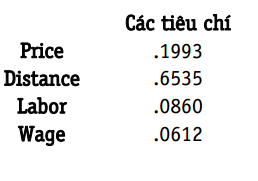 Các tiêu chí
Price .1993
Distance .6535
Labor .0860
Wage .0612